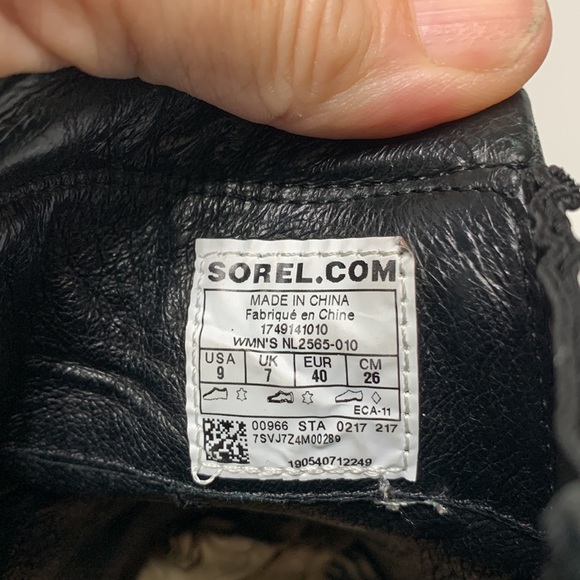 SOREL.COM
MADE IN CHINA
Fabriqué en Chine
1749141010
WMN'S NL2565-010
USA UK EUR CM
9 7 40 26
ECA-11
00966 STA 0217 217
7SVJ7Z4M00289
190540712249